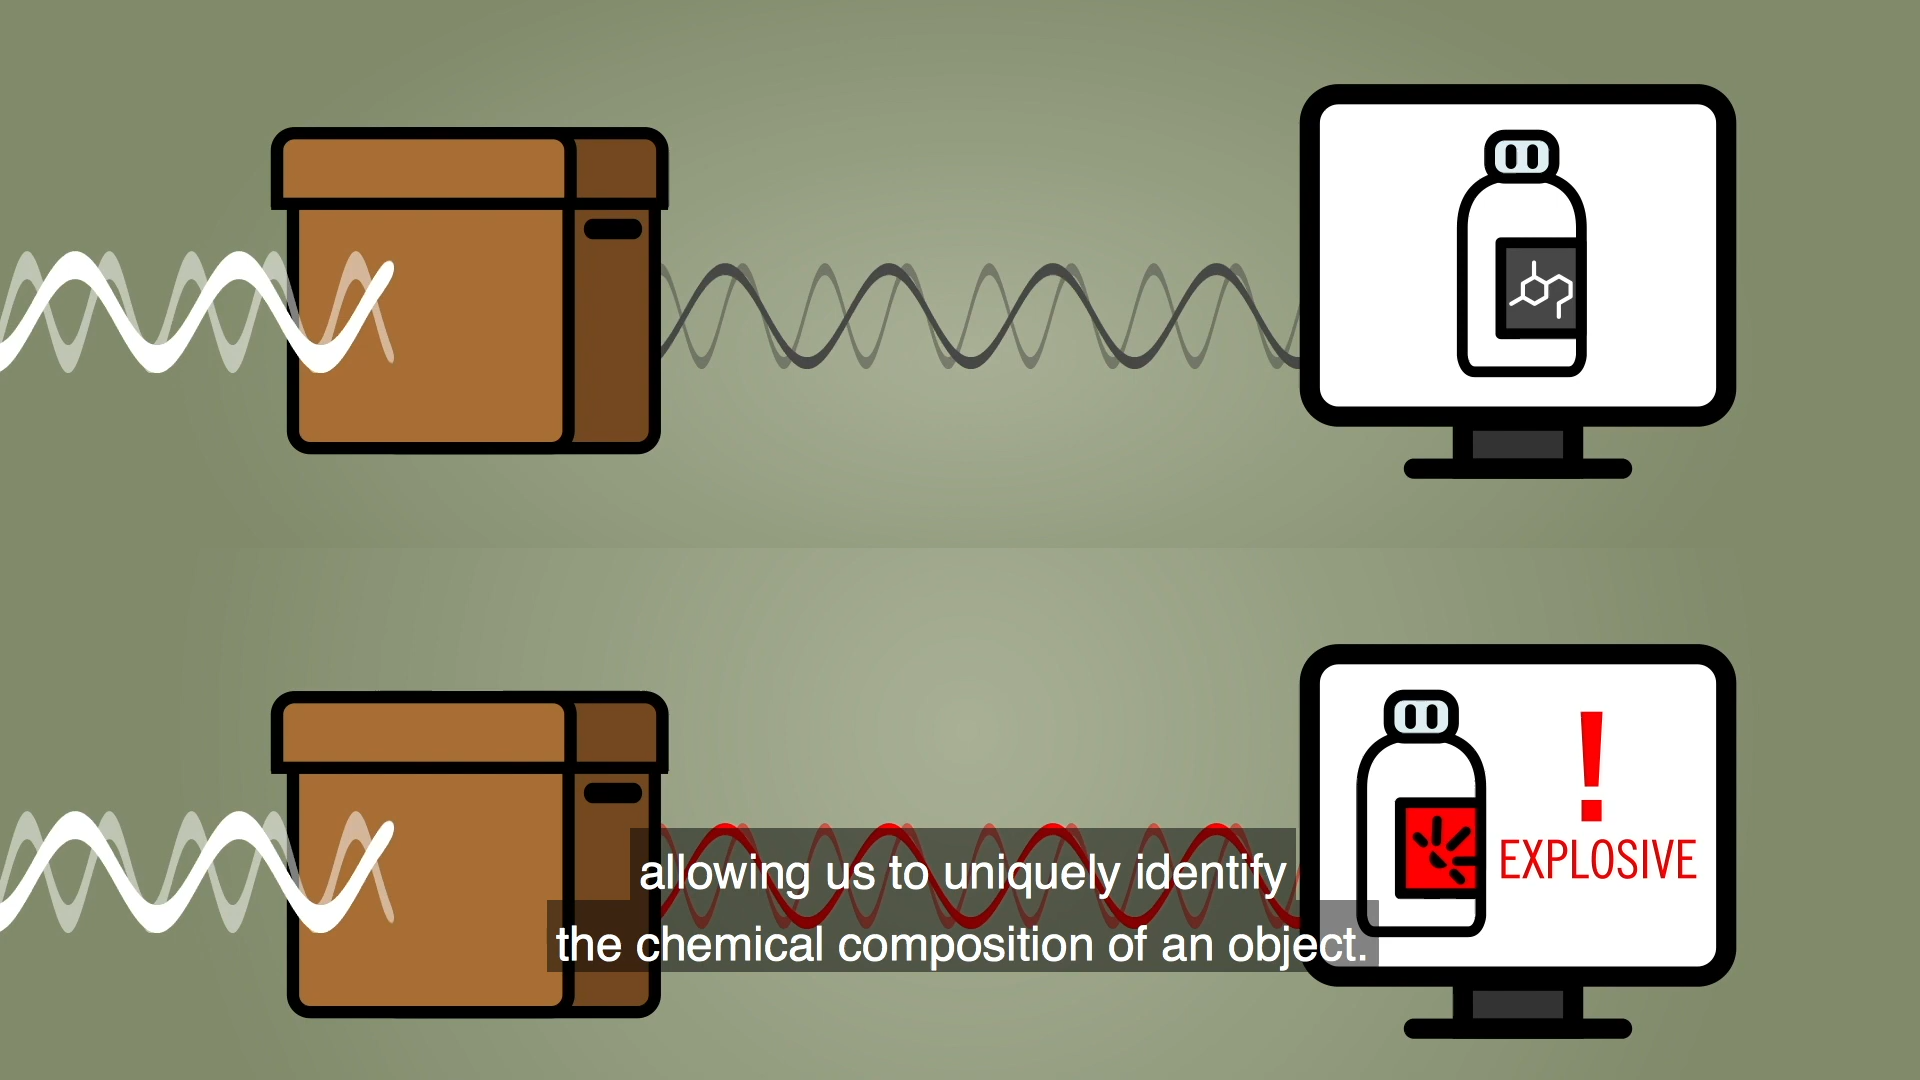 !
EXPLOSIVE
allowing us to uniquely identify
the chemical composition of an object.